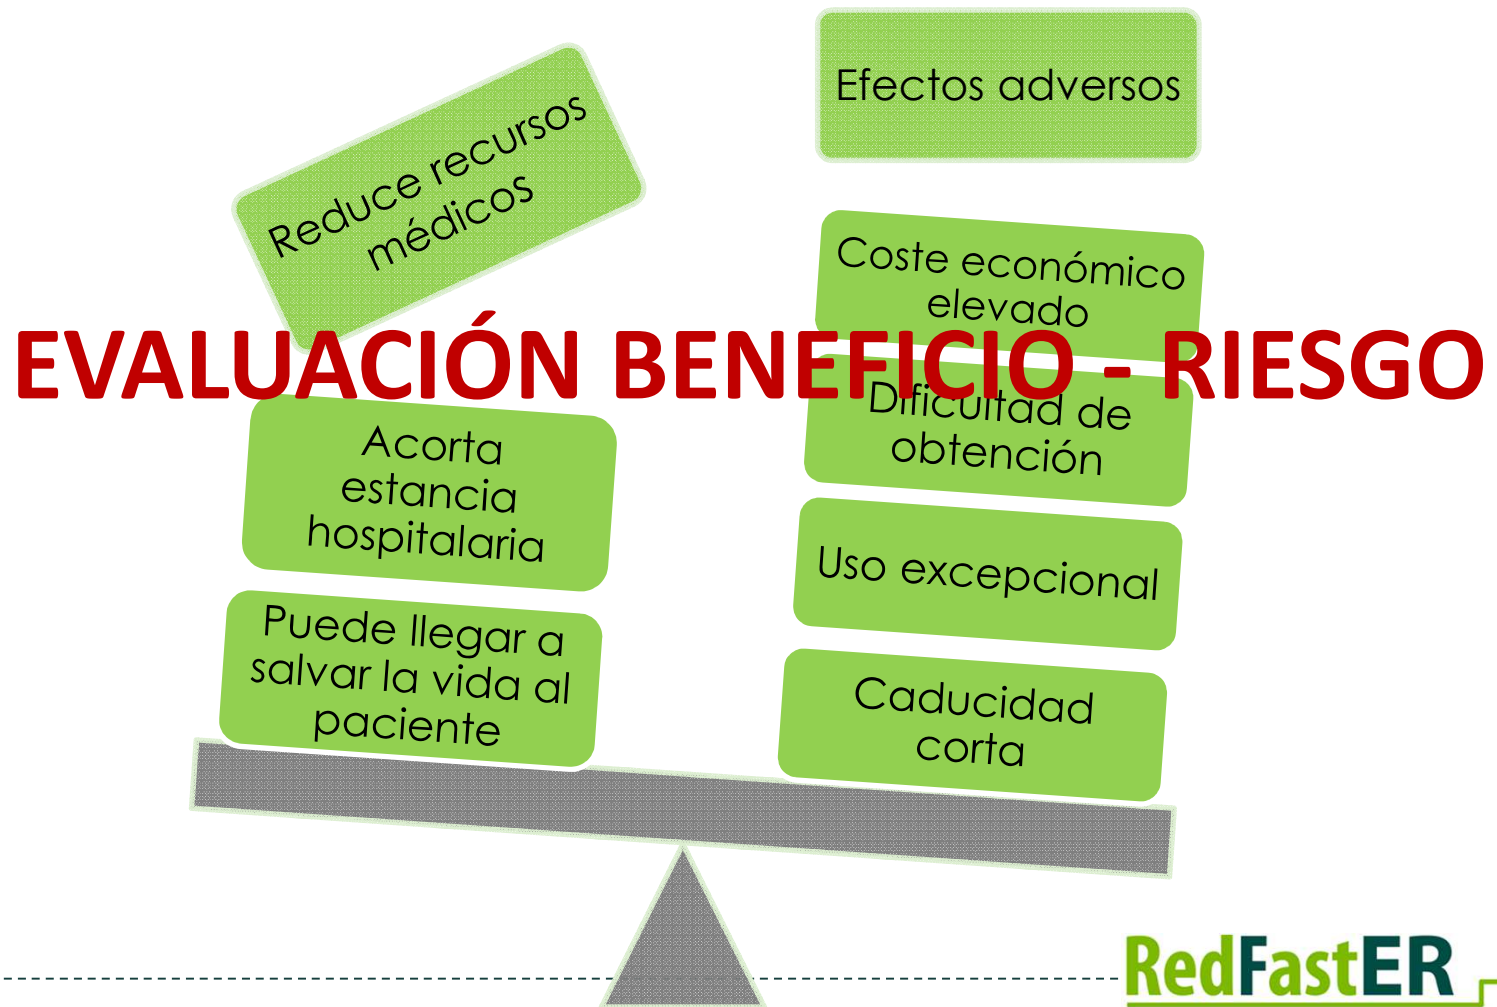 Reduce recursos
médicos
Efectos adversos
Coste económico
elevado
EVALUACIÓN BENEFICIO - RIESGO
Dificultad de
obtención
Acorta
estancia
hospitalaria
Uso excepcional
Puede llegar a
salvar la vida al
paciente
Caducidad
corta
RedFastER